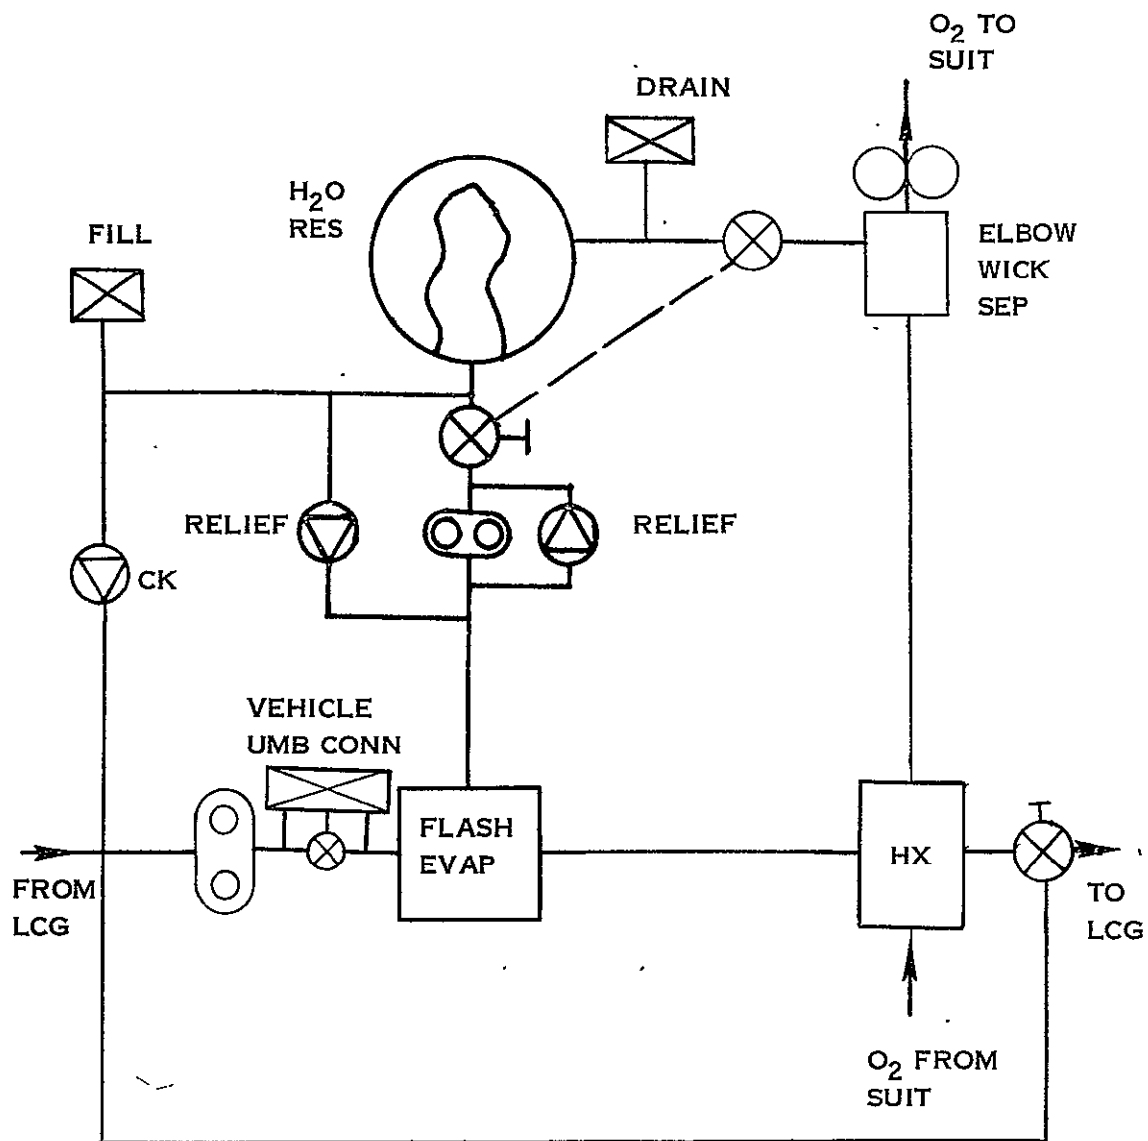 O2 TO
SUIT
DRAIN
H2O
RES
FILL
ELBOW
WICK
SEP
RELIEF
RELIEF
CK
VEHICLE
UMB CONN
FLASH
EVAP
HX
FROM
LCG
TO
LCG
O2 FROM
SUIT